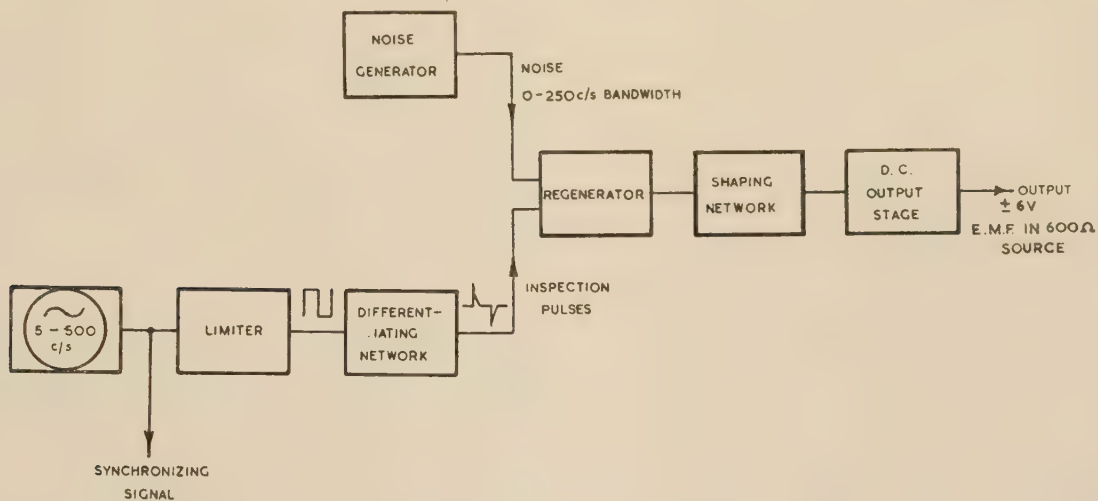 NOISE
GENERATOR
NOISE
0-250c/s BANDWIDTH
REGENERATOR
SHAPING
NETWORK
D.C.
OUTPUT
STAGE
OUTPUT
± 6V
E.M.F. IN 600Ω
SOURCE
INSPECTION
PULSES
5-500
c/s
LIMITER
DIFFERENT-
-IATING
NETWORK
SYNCHRONIZING
SIGNAL